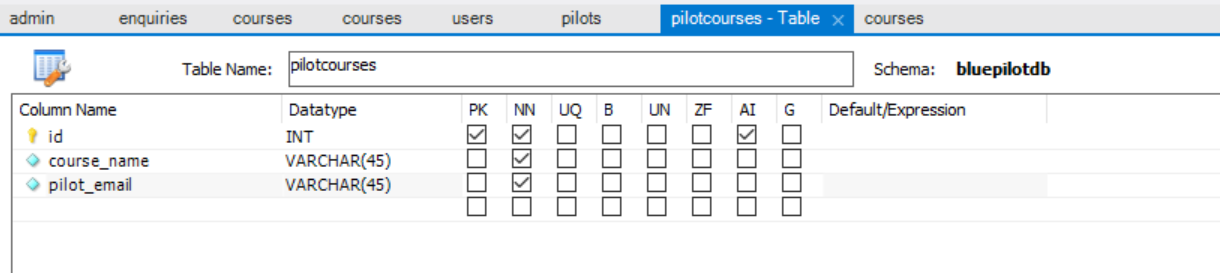 admin enquiries courses courses users pilots pilotcourses - Table × courses
Table Name: pilotcourses Schema: bluepilotdb
Column Name Datatype PK NN UQ B UN ZF AI G Default/Expression
id INT
course_name VARCHAR(45)
pilot_email VARCHAR(45)